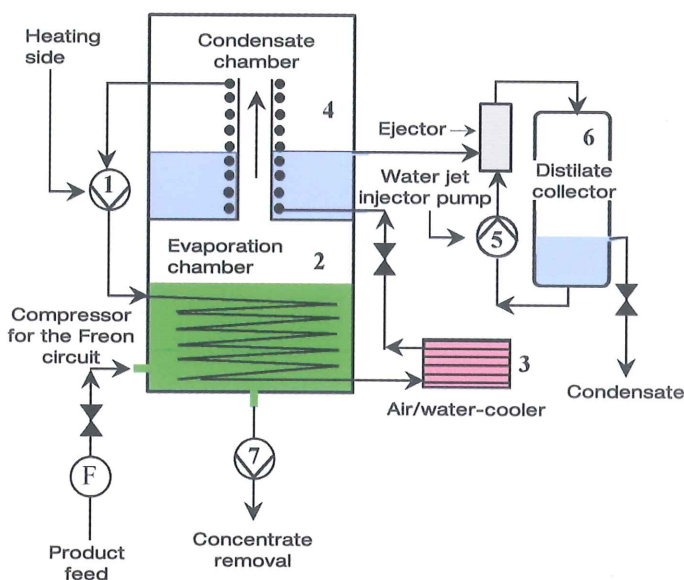 Heating
side
Condensate
chamber
4
Ejector
6
Distilate
collector
1
Water jet
injector pump
5
Evaporation
chamber
2
Compressor
for the Freon
circuit
3
Air/water-cooler
Condensate
7
F
Concentrate
removal
Product
feed